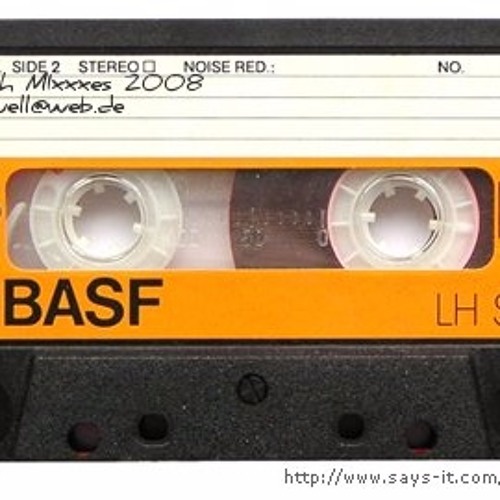 SIDE 2 STEREO NOISE RED.: NO.
h MIxxxes 2008
well@web.de
BASF
LH S
http://www.says-it.com/